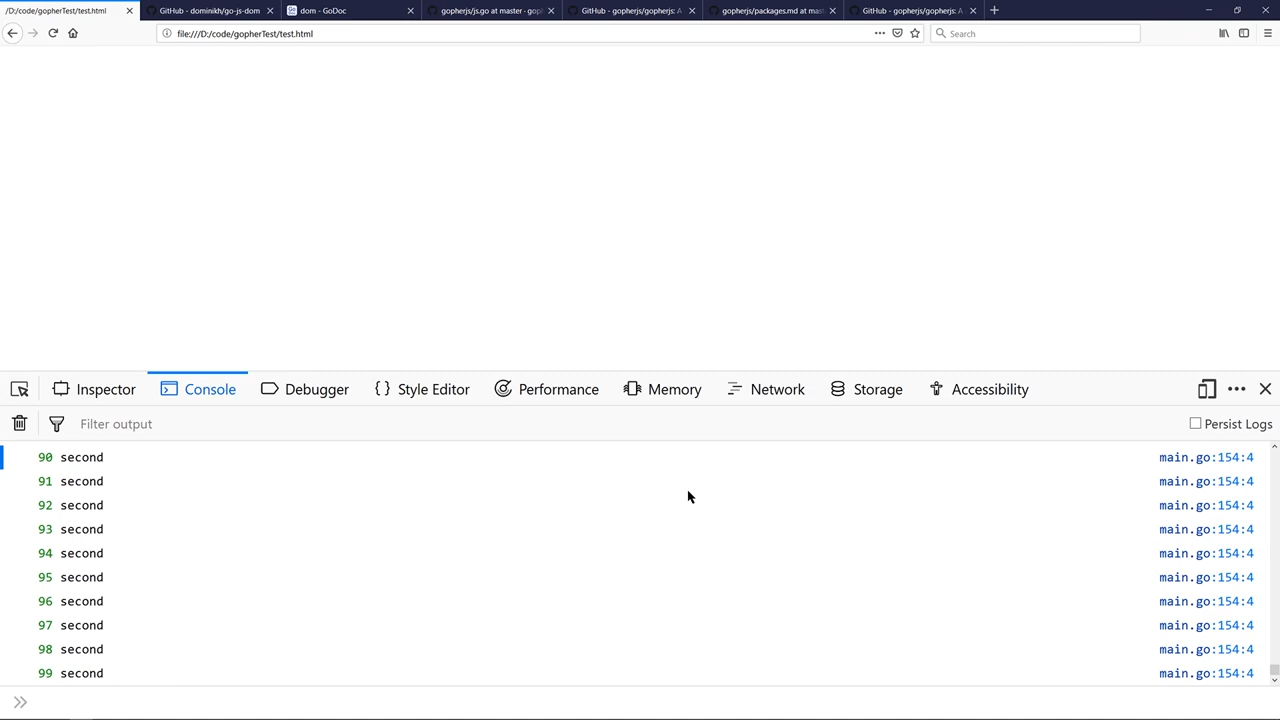 /D:/code/gopherTest/test.html
GitHub - dominikh/go-js-dom
dom - GoDoc
gopherjs/js.go at master · gop
GitHub - gopherjs/gopherjs: A
gopherjs/packages.md at mast
GitHub - gopherjs/gopherjs: A
file:///D:/code/gopherTest/test.html
Search
Inspector
Console
Debugger
Style Editor
Performance
Memory
Network
Storage
Accessibility
Filter output
Persist Logs
90 second main.go:154:4
91 second main.go:154:4
92 second main.go:154:4
93 second main.go:154:4
94 second main.go:154:4
95 second main.go:154:4
96 second main.go:154:4
97 second main.go:154:4
98 second main.go:154:4
99 second main.go:154:4